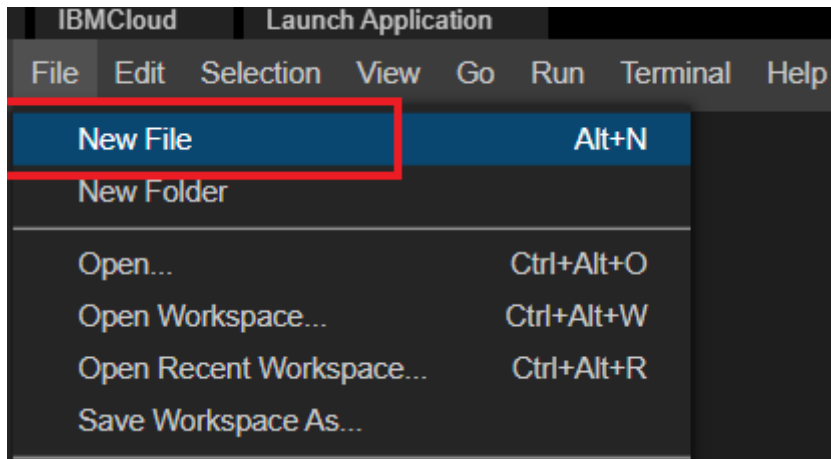 IBMCloud Launch Application
File Edit Selection View Go Run Terminal Help
New File Alt+N
New Folder
Open... Ctrl+Alt+O
Open Workspace... Ctrl+Alt+W
Open Recent Workspace... Ctrl+Alt+R
Save Workspace As...